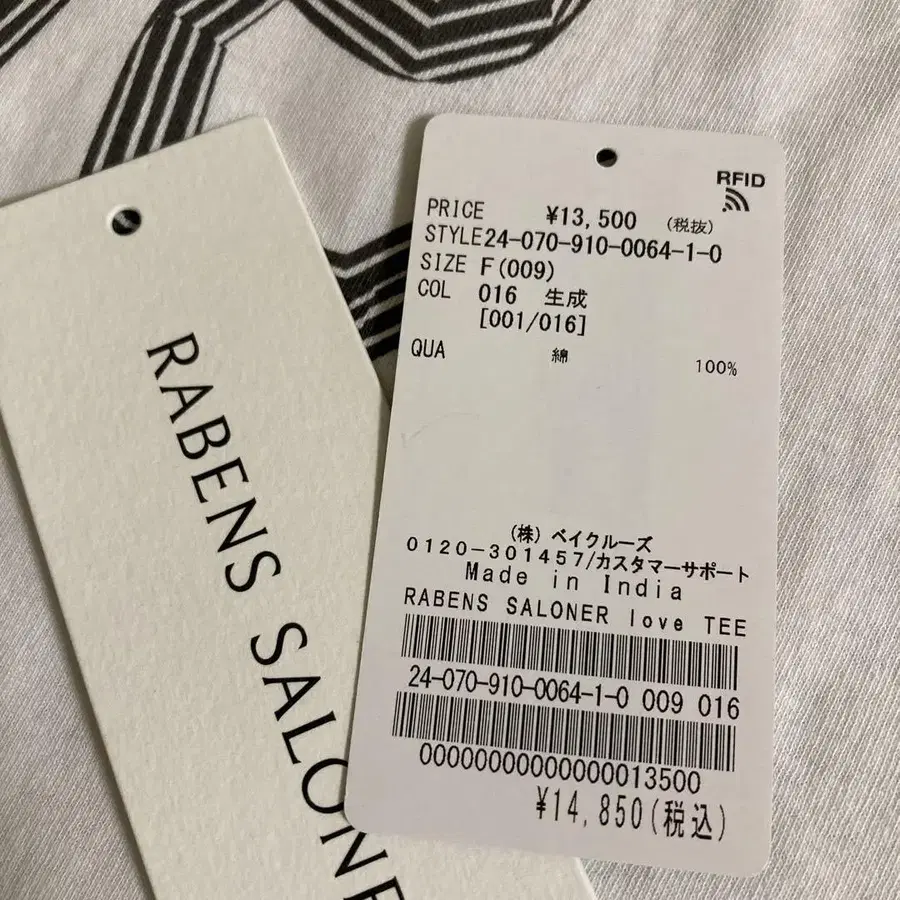 RABENS SALONE
RFID
PRICE ¥13,500 (税抜)
STYLE24-070-910-0064-1-0
SIZE F(009)
COL 016 生成
[001/016]
QUA 綿 100%
(株) ベイクルーズ
0120-301457/カスタマーサポート
Made in India
RABENS SALONER love TEE
24-070-910-0064-1-0 009 016
00000000000000013500
¥14,850(税込)